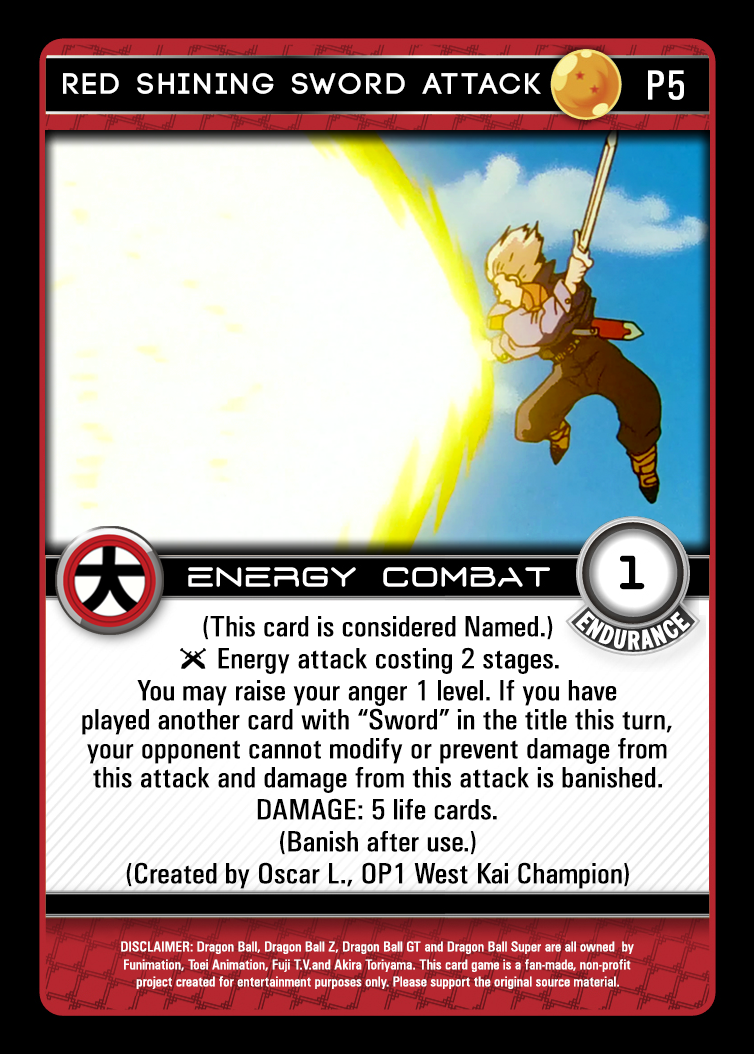 RED SHINING SWORD ATTACK P5
大 ENERGY COMBAT 1
ENDURANCE
(This card is considered Named.)
Energy attack costing 2 stages.
You may raise your anger 1 level. If you have
played another card with “Sword” in the title this turn,
your opponent cannot modify or prevent damage from
this attack and damage from this attack is banished.
DAMAGE: 5 life cards.
(Banish after use.)
(Created by Oscar L., OP1 West Kai Champion)
DISCLAIMER: Dragon Ball, Dragon Ball Z, Dragon Ball GT and Dragon Ball Super are all owned by
Funimation, Toei Animation, Fuji T.V.and Akira Toriyama. This card game is a fan-made, non-profit
project created for entertainment purposes only. Please support the original source material.